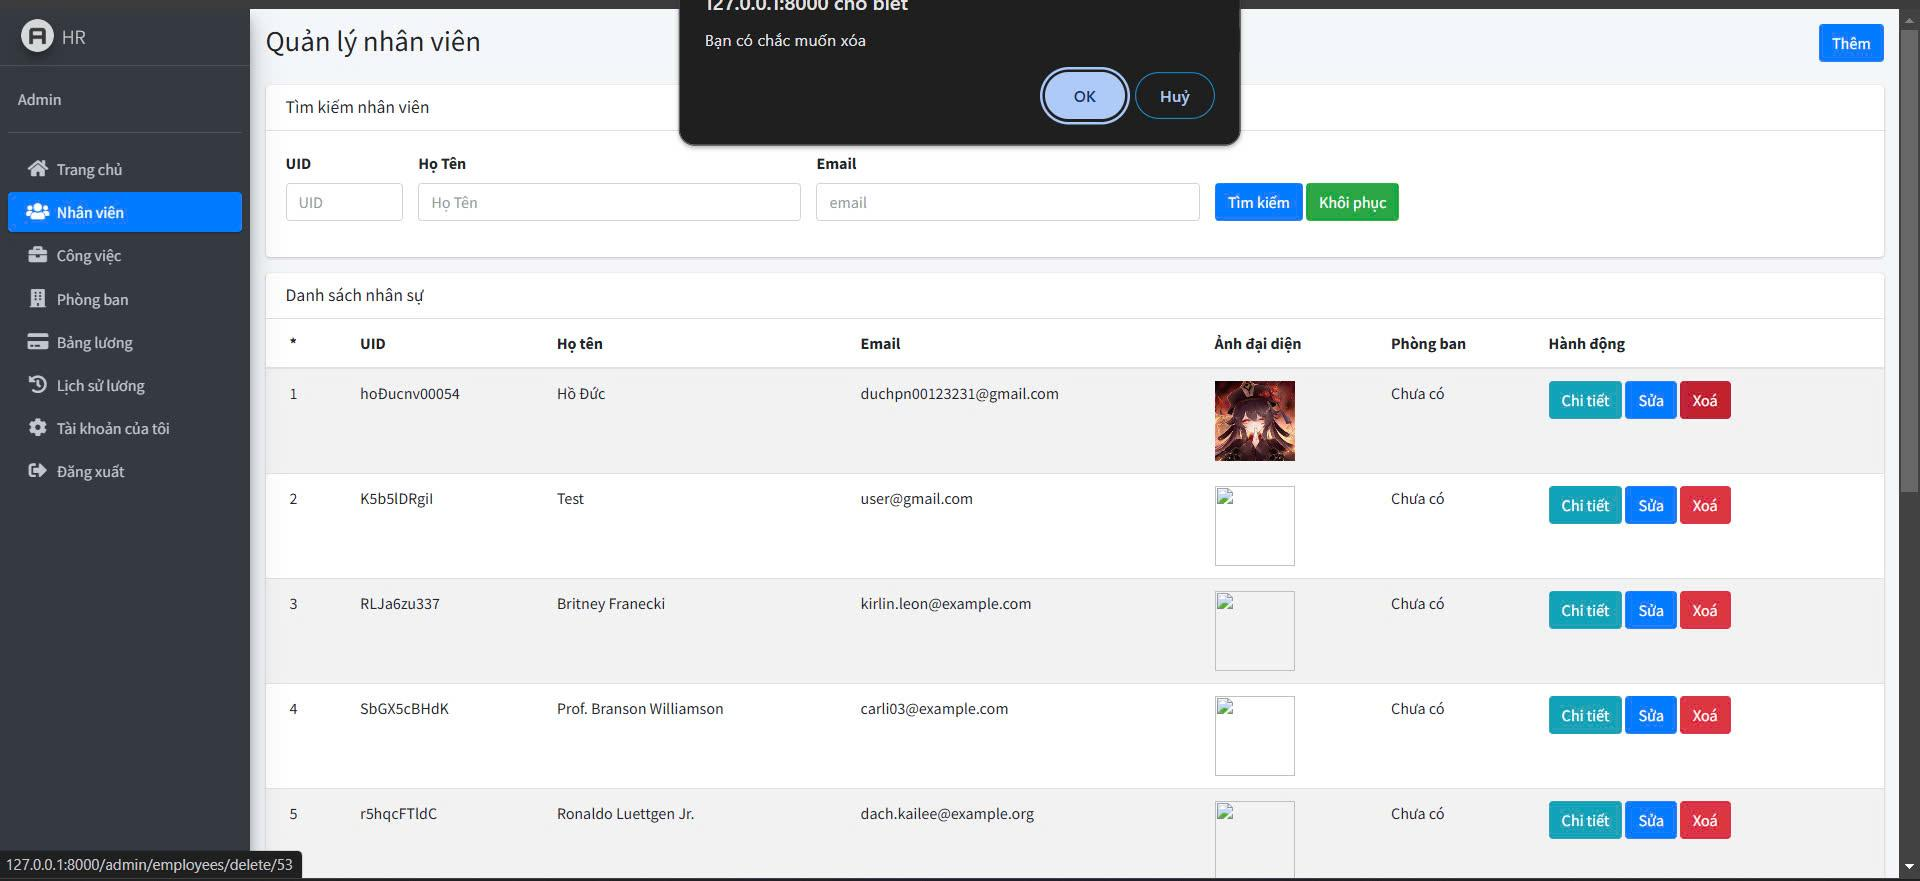 127.0.0.1:8000 cho biết
Bạn có chắc muốn xóa
OK
Huỷ
HR
Admin
Trang chủ
Nhân viên
Công việc
Phòng ban
Bảng lương
Lịch sử lương
Tài khoản của tôi
Đăng xuất
Quản lý nhân viên
Thêm
Tìm kiếm nhân viên
UID Họ Tên Email
UID Họ Tên email Tìm kiếm Khôi phục
Danh sách nhân sự
* UID Họ tên Email Ảnh đại diện Phòng ban Hành động
1 hoĐucnv00054 Hồ Đức duchpn00123231@gmail.com Chưa có Chi tiết Sửa Xoá
2 K5b5lDRgiI Test user@gmail.com Chưa có Chi tiết Sửa Xoá
3 RLJa6zu337 Britney Franecki kirlin.leon@example.com Chưa có Chi tiết Sửa Xoá
4 SbGX5cBHdK Prof. Branson Williamson carli03@example.com Chưa có Chi tiết Sửa Xoá
5 r5hqcFTldC Ronaldo Luettgen Jr. dach.kailee@example.org Chưa có Chi tiết Sửa Xoá
127.0.0.1:8000/admin/employees/delete/53